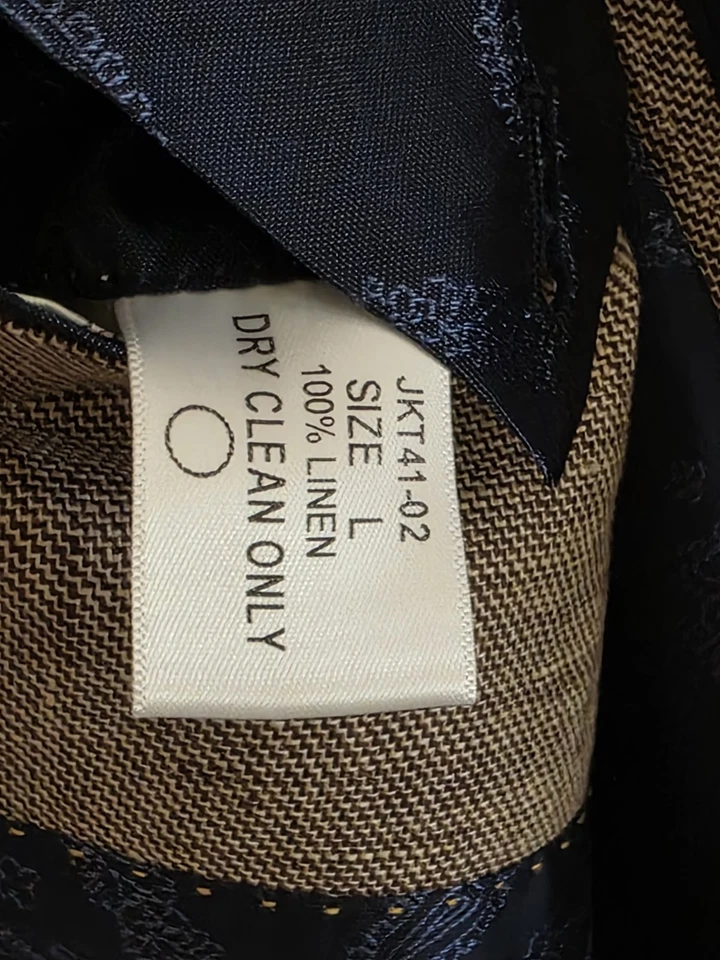 JKT41-02
SIZE L
100% LINEN
DRY CLEAN ONLY